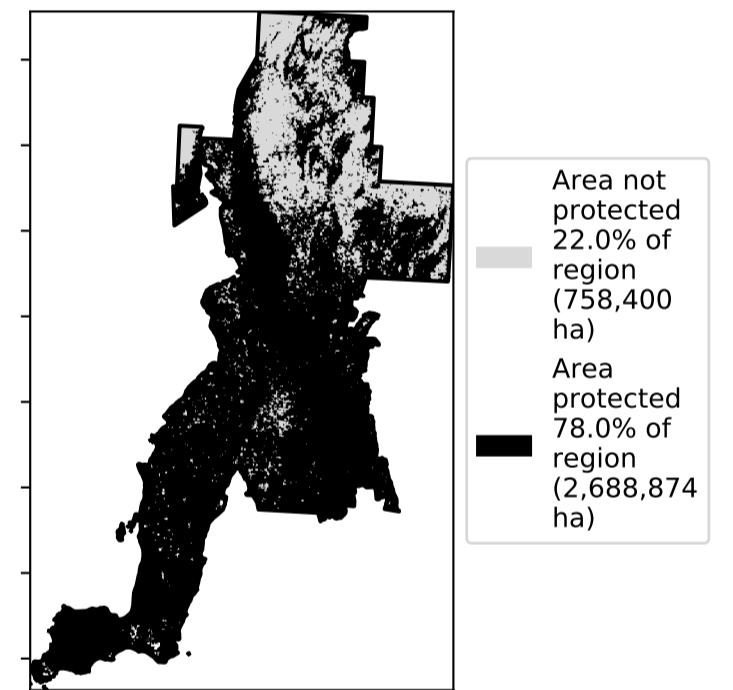 Area not
protected
22.0% of
region
(758,400
ha)
Area
protected
78.0% of
region
(2,688,874
ha)